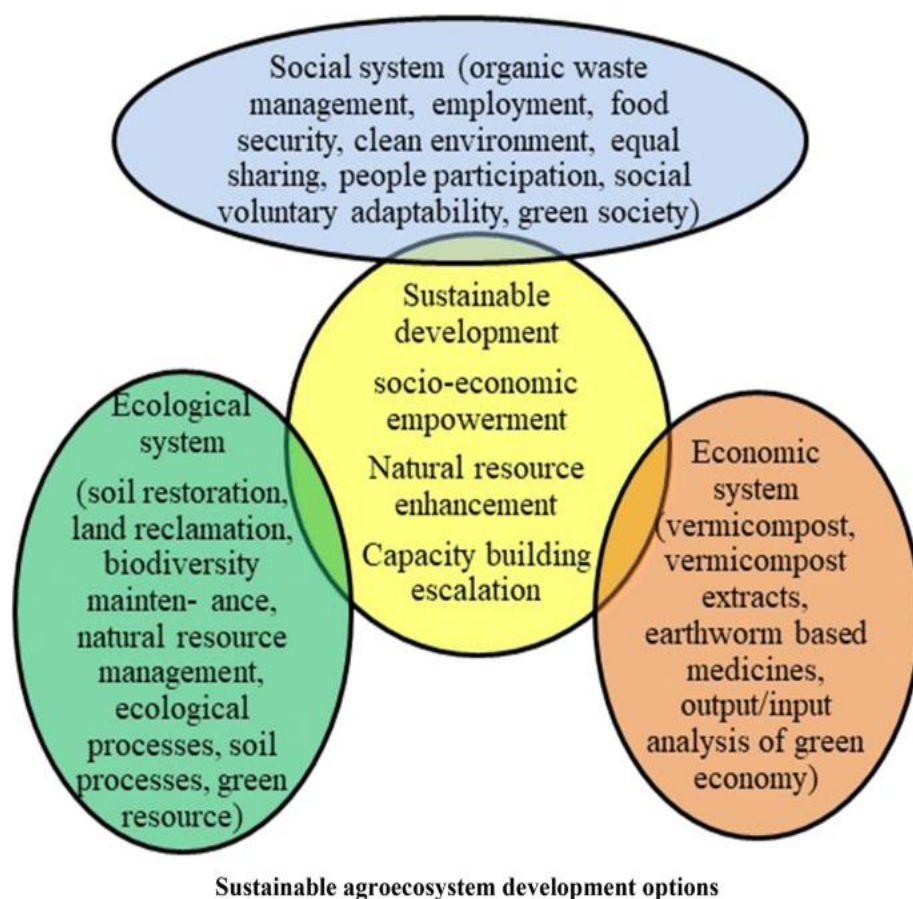 Social system (organic waste
management, employment, food
security, clean environment, equal
sharing, people participation, social
voluntary adaptability, green society)
Sustainable
development
socio-economic
empowerment
Natural resource
enhancement
Capacity building
escalation
Ecological
system
(soil restoration,
land reclamation,
biodiversity
mainten- ance,
natural resource
management,
ecological
processes, soil
processes, green
resource)
Economic
system
(vermicompost,
vermicompost
extracts,
earthworm based
medicines,
output/input
analysis of green
economy)
Sustainable agroecosystem development options